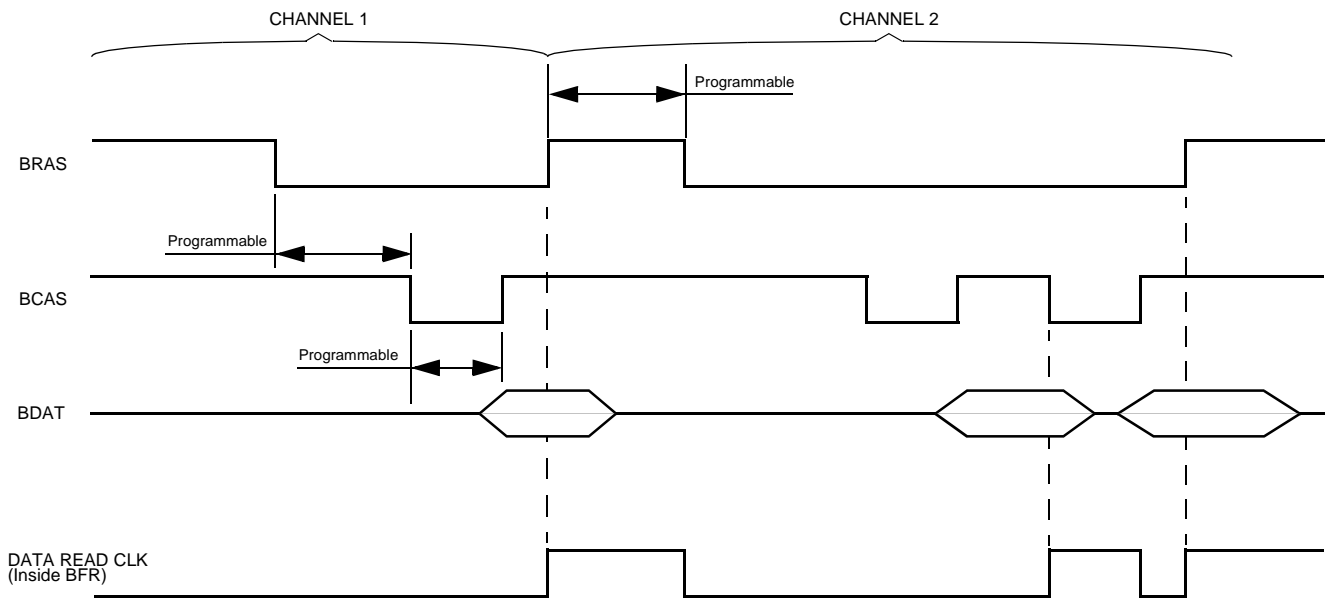 CHANNEL 1
CHANNEL 2
Programmable
BRAS
Programmable
BCAS
Programmable
BDAT
DATA READ CLK
(Inside BFR)